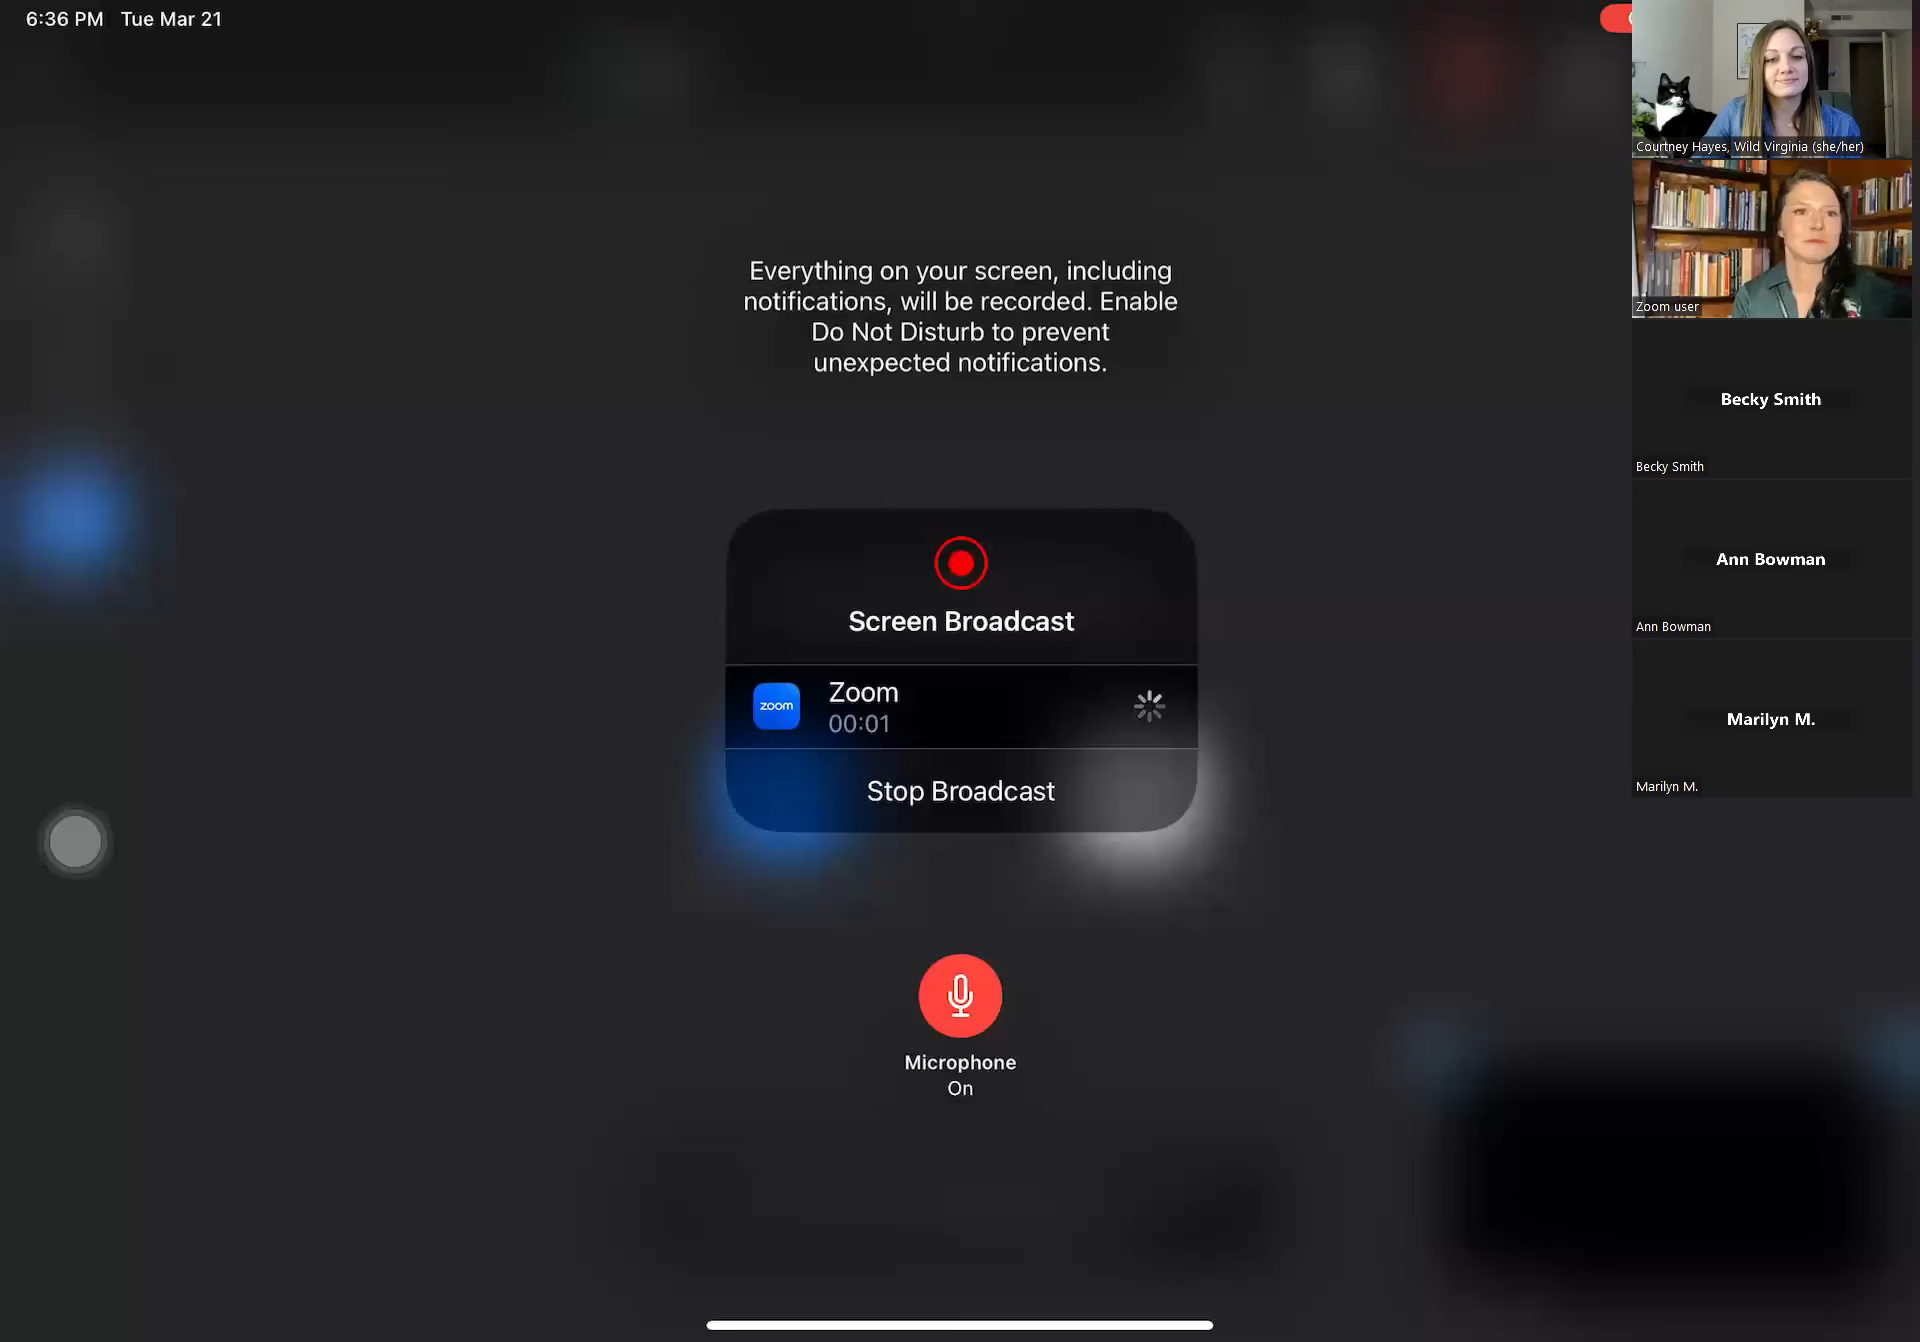 6:36 PM Tue Mar 21
Everything on your screen, including
notifications, will be recorded. Enable
Do Not Disturb to prevent
unexpected notifications.
Screen Broadcast
zoom
Zoom
00:01
Stop Broadcast
Microphone
On
Courtney Hayes, Wild Virginia (she/her)
Zoom user
Becky Smith
Becky Smith
Ann Bowman
Ann Bowman
Marilyn M.
Marilyn M.